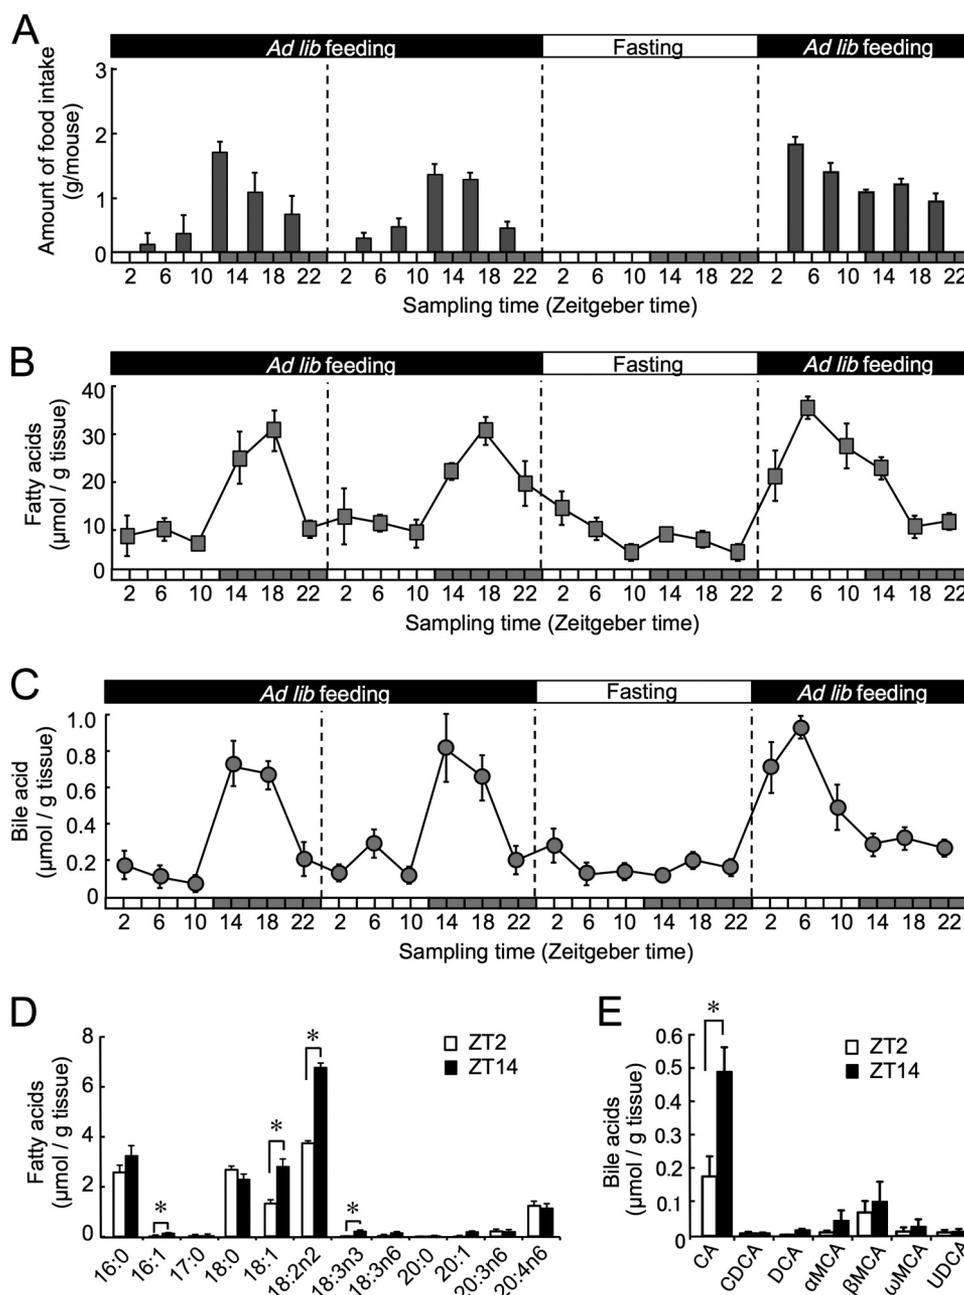 A
Ad lib feeding Fasting Ad lib feeding
3
2
1
0
Amount of food intake
(g/mouse)
2 6 10 14 18 22 2 6 10 14 18 22 2 6 10 14 18 22 2 6 10 14 18 22
Sampling time (Zeitgeber time)
B
Ad lib feeding Fasting Ad lib feeding
40
30
20
10
0
Fatty acids
(μmol / g tissue)
2 6 10 14 18 22 2 6 10 14 18 22 2 6 10 14 18 22 2 6 10 14 18 22
Sampling time (Zeitgeber time)
C
Ad lib feeding Fasting Ad lib feeding
1.0
0.8
0.6
0.4
0.2
0
Bile acid
(μmol / g tissue)
2 6 10 14 18 22 2 6 10 14 18 22 2 6 10 14 18 22 2 6 10 14 18 22
Sampling time (Zeitgeber time)
D
8
6
4
2
0
Fatty acids
(μmol / g tissue)
ZT2
ZT14
* * * *
16:0 16:1 17:0 18:0 18:1 18:2n2 18:3n3 18:3n6 20:0 20:1 20:3n6 20:4n6
E
0.6
0.5
0.4
0.3
0.2
0.1
0
Bile acids
(μmol / g tissue)
ZT2
ZT14
*
CA CDCA DCA αMCA βMCA ωMCA UDCA